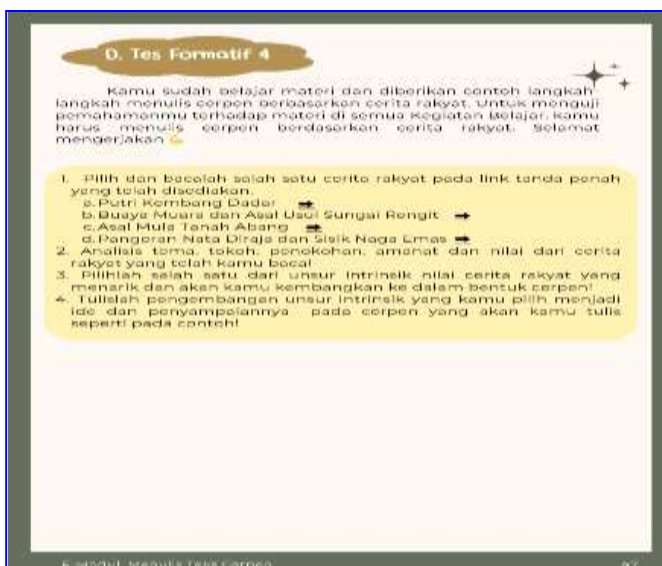 D. Tes Formatif 4
Kamu sudah belajar materi dan diberikan contoh langkah
langkah menulis cerpen berbasarkan cerita rakyat. Untuk menguji
pemahamanmu terhadap materi di semua Kegiatan Belajar, kamu
harus menulis cerpen berdasarkan cerita rakyat. Selamat
mengerjakan
1. Pilih dan bacalah salah satu cerita rakyat pada link tanda panah
yang telah disediakan.
a. Putri Kembang Dadar
b. Buaya Muara dan Asal Usul Sungai Rengit
c. Asal Mula Tanah Abang
d. Pangeran Nata Diraja dan Sisik Naga Emas
2. Analisis tema, tokoh, penokohan, amanat dan nilai dari cerita
rakyat yang telah kamu baca!
3. Pilihlah salah satu dari unsur intrinsik nilai cerita rakyat yang
menarik dan akan kamu kembangkan ke dalam bentuk cerpen!
4. Tulislah pengembangan unsur intrinsik yang kamu pilih menjadi
ide dan penyampaiannya pada cerpen yang akan kamu tulis
seperti pada contoh!
E-Modul Menulis Teks Cerpen